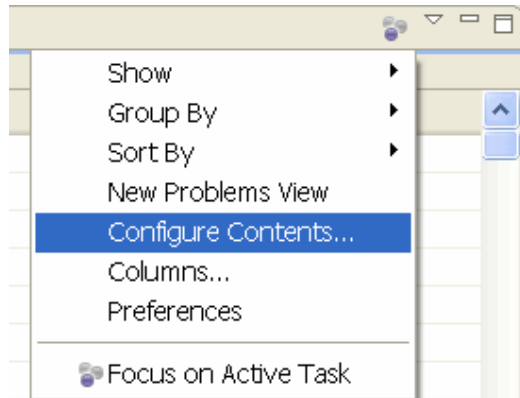 Show
Group By
Sort By
New Problems View
Configure Contents...
Columns...
Preferences
Focus on Active Task